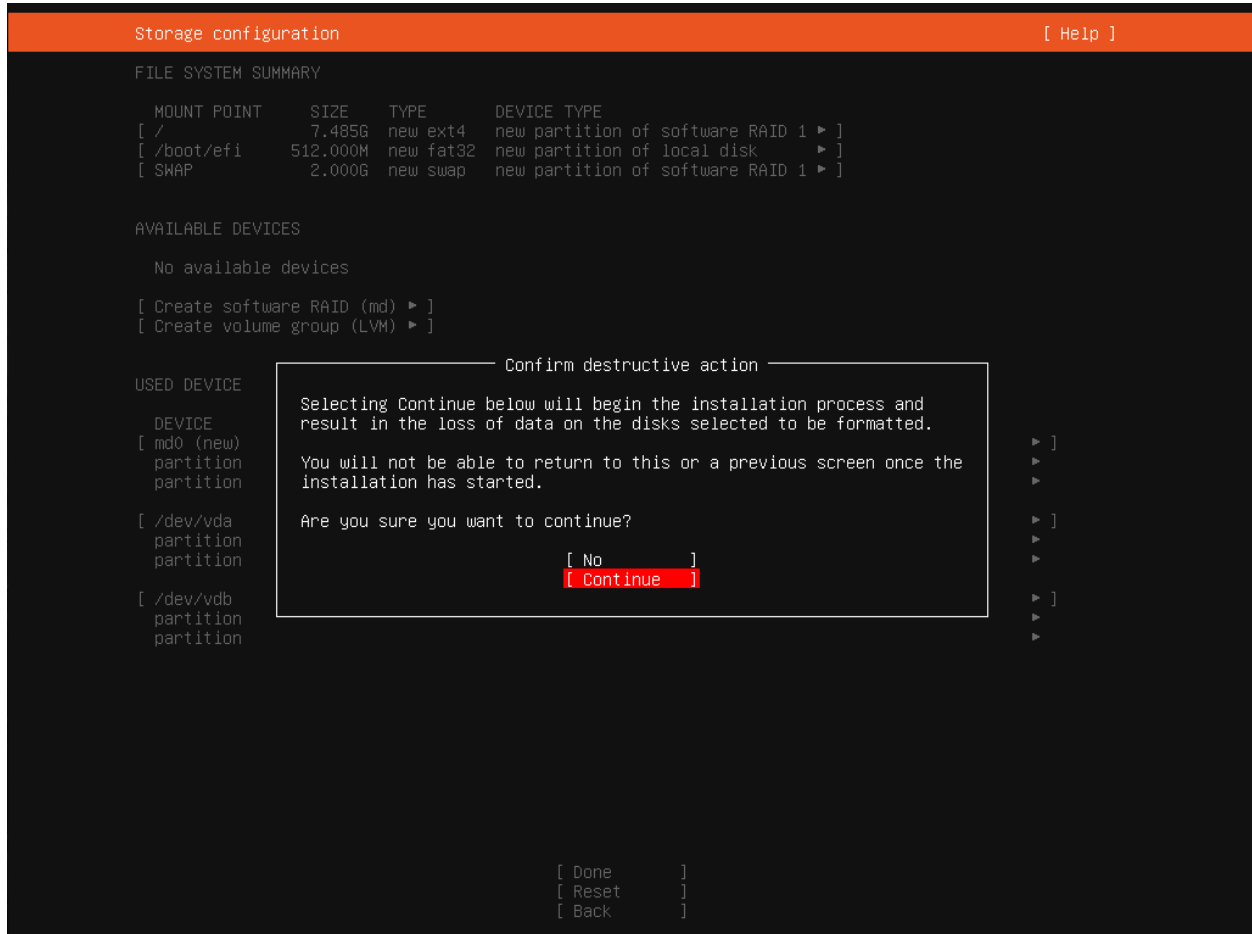 Storage configuration [ Help ]
FILE SYSTEM SUMMARY
MOUNT POINT SIZE TYPE DEVICE TYPE
[ / 7.485G new ext4 new partition of software RAID 1 ▸ ]
[ /boot/efi 512.000M new fat32 new partition of local disk ▸ ]
[ SWAP 2.000G new swap new partition of software RAID 1 ▸ ]
AVAILABLE DEVICES
No available devices
[ Create software RAID (md) ▸ ]
[ Create volume group (LVM) ▸ ]
Confirm destructive action
Selecting Continue below will begin the installation process and
result in the loss of data on the disks selected to be formatted.
You will not be able to return to this or a previous screen once the
installation has started.
Are you sure you want to continue?
[ No ]
[ Continue ]
USED DEVICE
DEVICE
[ md0 (new) ▸ ]
partition ▸
partition ▸
[ /dev/vda ▸ ]
partition ▸
partition ▸
[ /dev/vdb ▸ ]
partition ▸
partition ▸
[ Done ]
[ Reset ]
[ Back ]